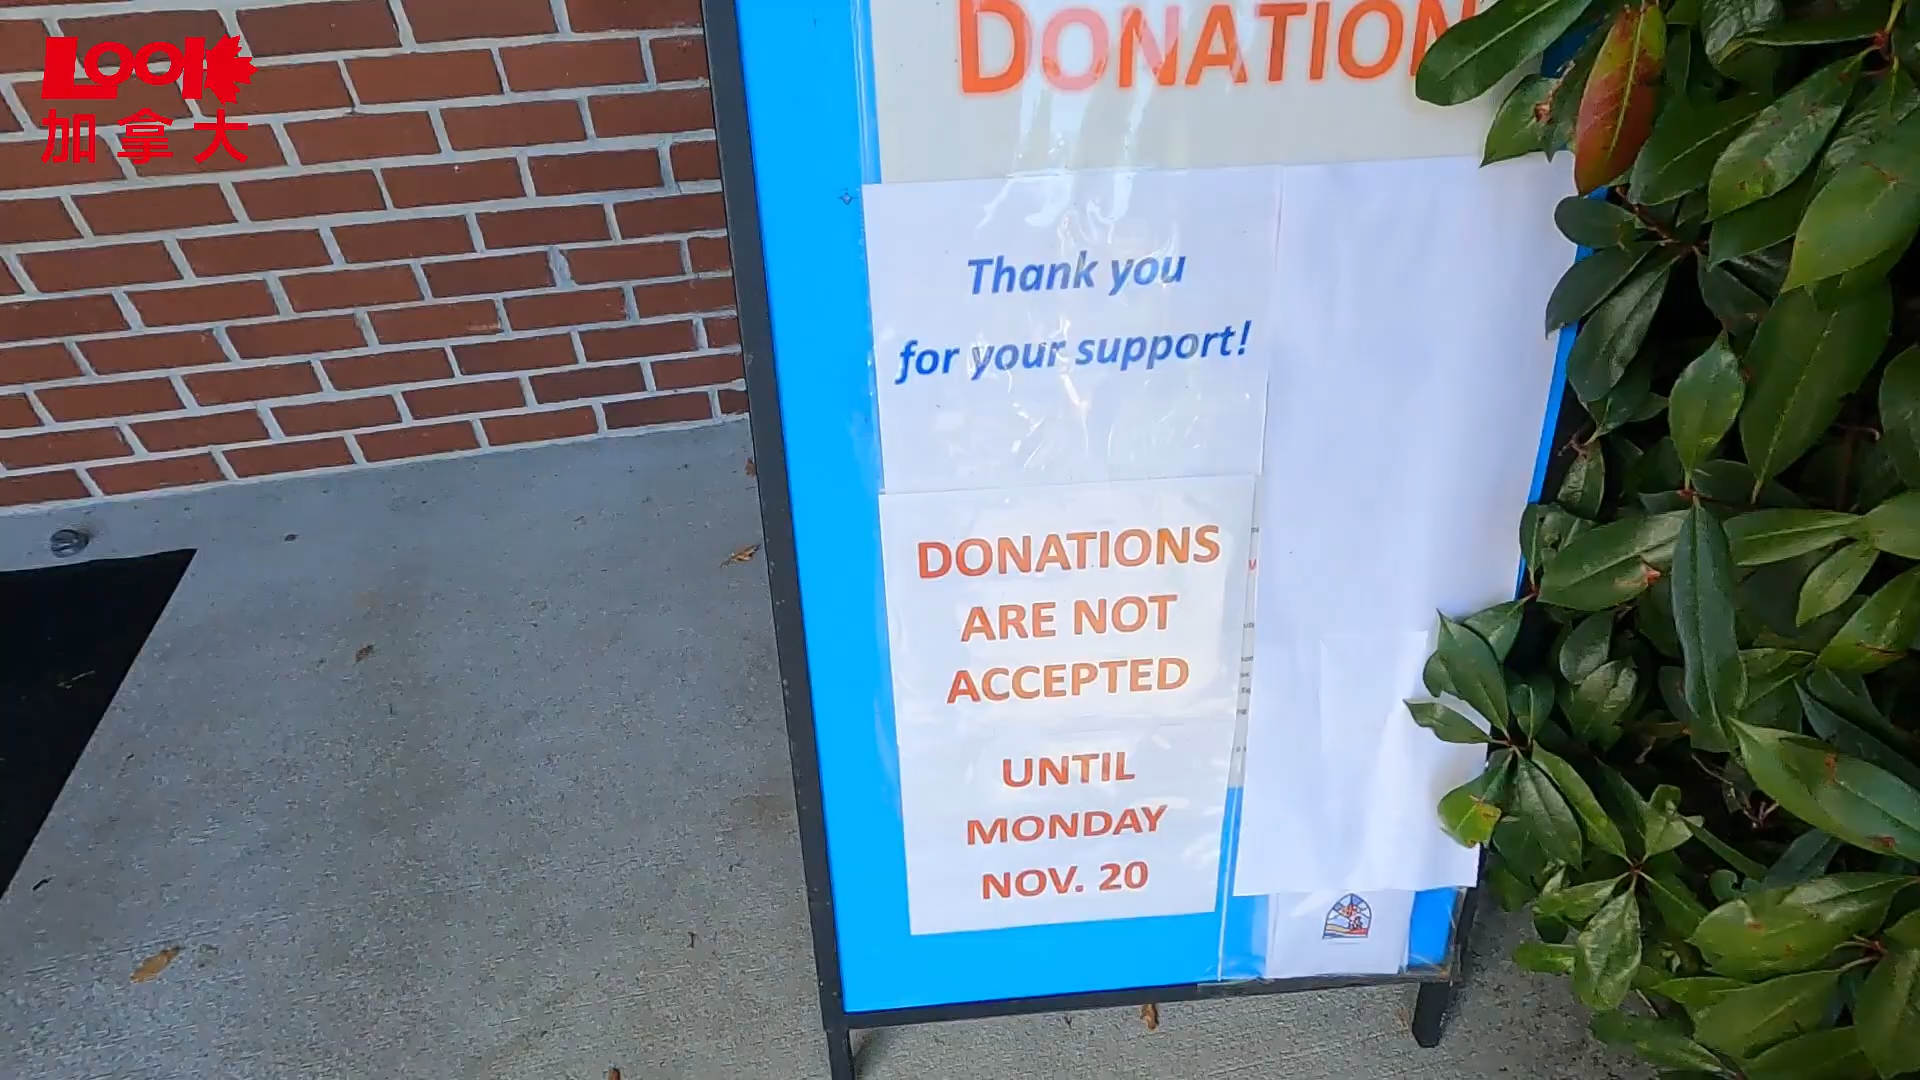 LOOK
加拿大
DONATION
Thank you
for your support!
DONATIONS
ARE NOT
ACCEPTED
UNTIL
MONDAY
NOV. 20